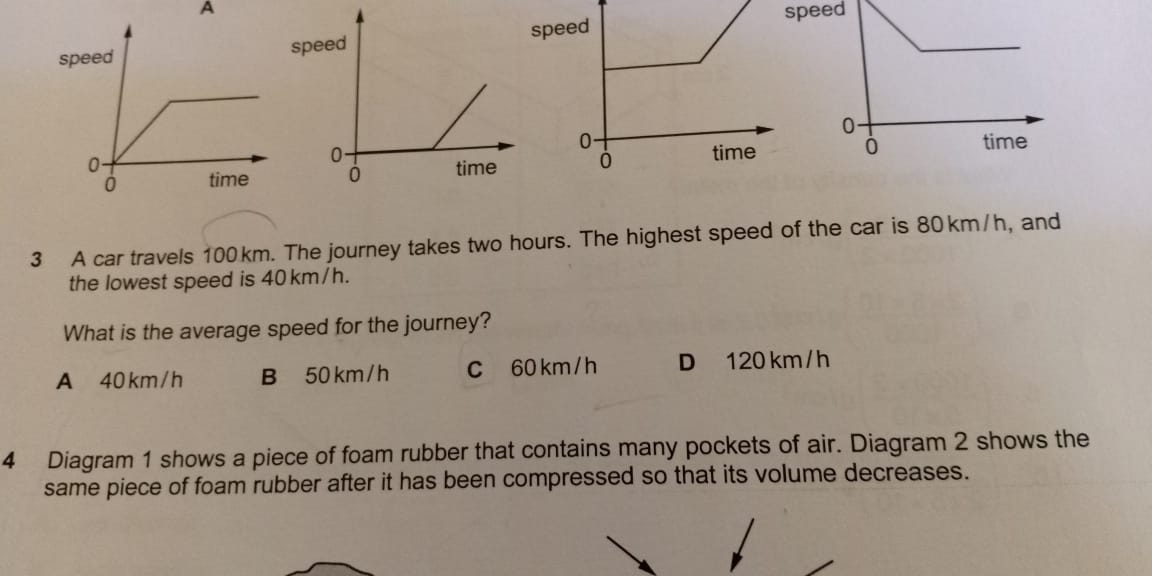 A
speed
speed
speed
speed
0
0
0
0
0
time
0
time
0
time
0
time
3 A car travels 100 km. The journey takes two hours. The highest speed of the car is 80 km/h, and
the lowest speed is 40 km/h.
What is the average speed for the journey?
A 40 km/h B 50 km/h C 60 km/h D 120 km/h
4 Diagram 1 shows a piece of foam rubber that contains many pockets of air. Diagram 2 shows the
same piece of foam rubber after it has been compressed so that its volume decreases.